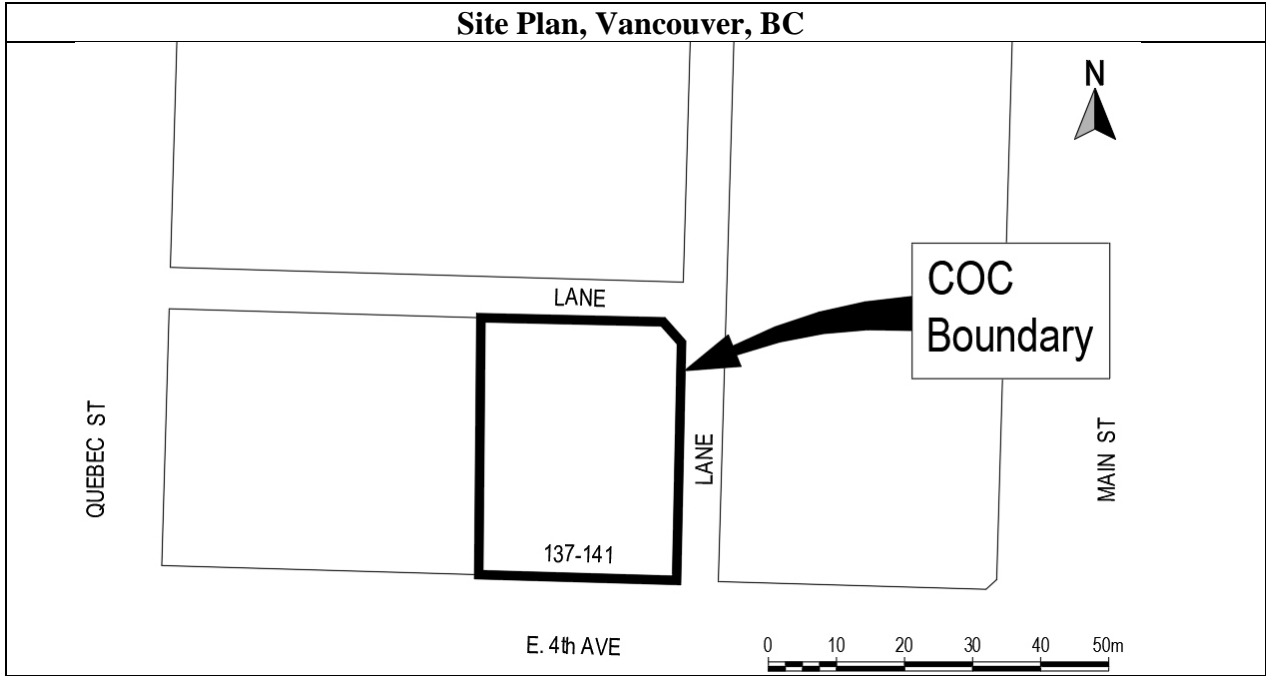 Site Plan, Vancouver, BC
N
LANE
COC
Boundary
QUEBEC ST
LANE
MAIN ST
137-141
E. 4th AVE
0 10 20 30 40 50m